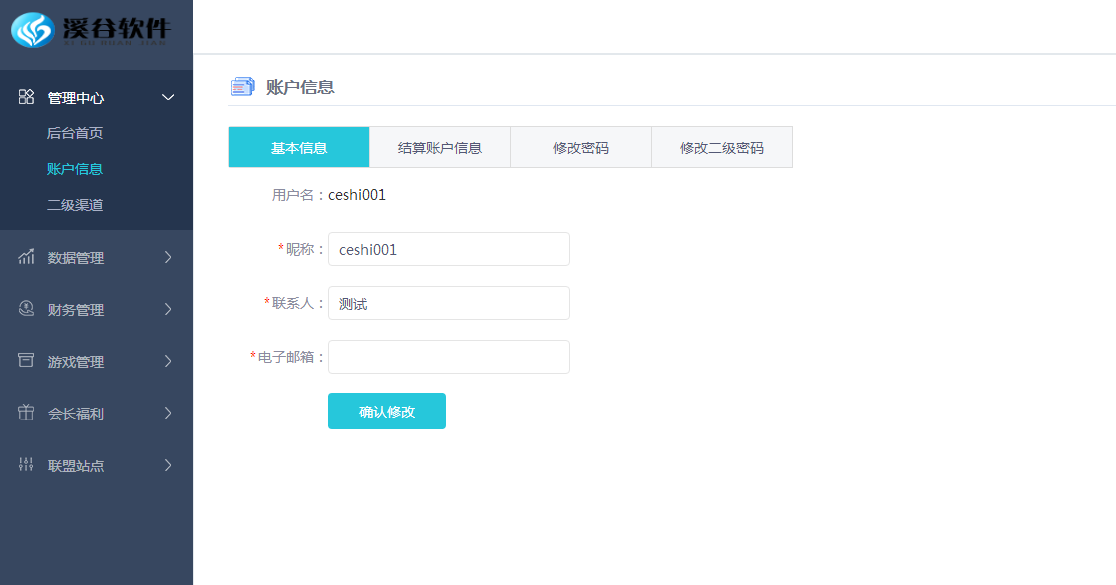 溪谷软件
XI GU RUAN JIAN
管理中心
后台首页
账户信息
二级渠道
数据管理
财务管理
游戏管理
会长福利
联盟站点
账户信息
基本信息 结算账户信息 修改密码 修改二级密码
用户名：ceshi001
*昵称： ceshi001
*联系人： 测试
*电子邮箱：
确认修改